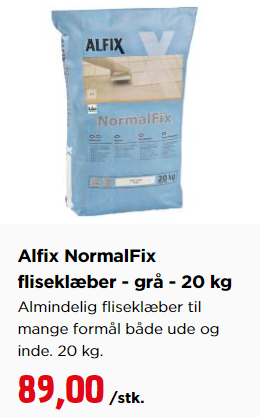 ALFIX
NormalFix
20 kg
Alfix NormalFix
fliseklæber - grå - 20 kg
Almindelig fliseklæber til
mange formål både ude og
inde. 20 kg.
89,00 /stk.